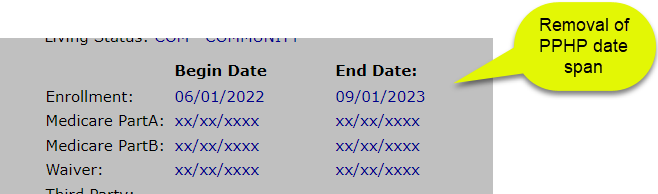 Living Status: COM - COMMUNITY
Removal of
PPHP date
span
Begin Date End Date:
Enrollment: 06/01/2022 09/01/2023
Medicare PartA: xx/xx/xxxx xx/xx/xxxx
Medicare PartB: xx/xx/xxxx xx/xx/xxxx
Waiver: xx/xx/xxxx xx/xx/xxxx
Third Party: